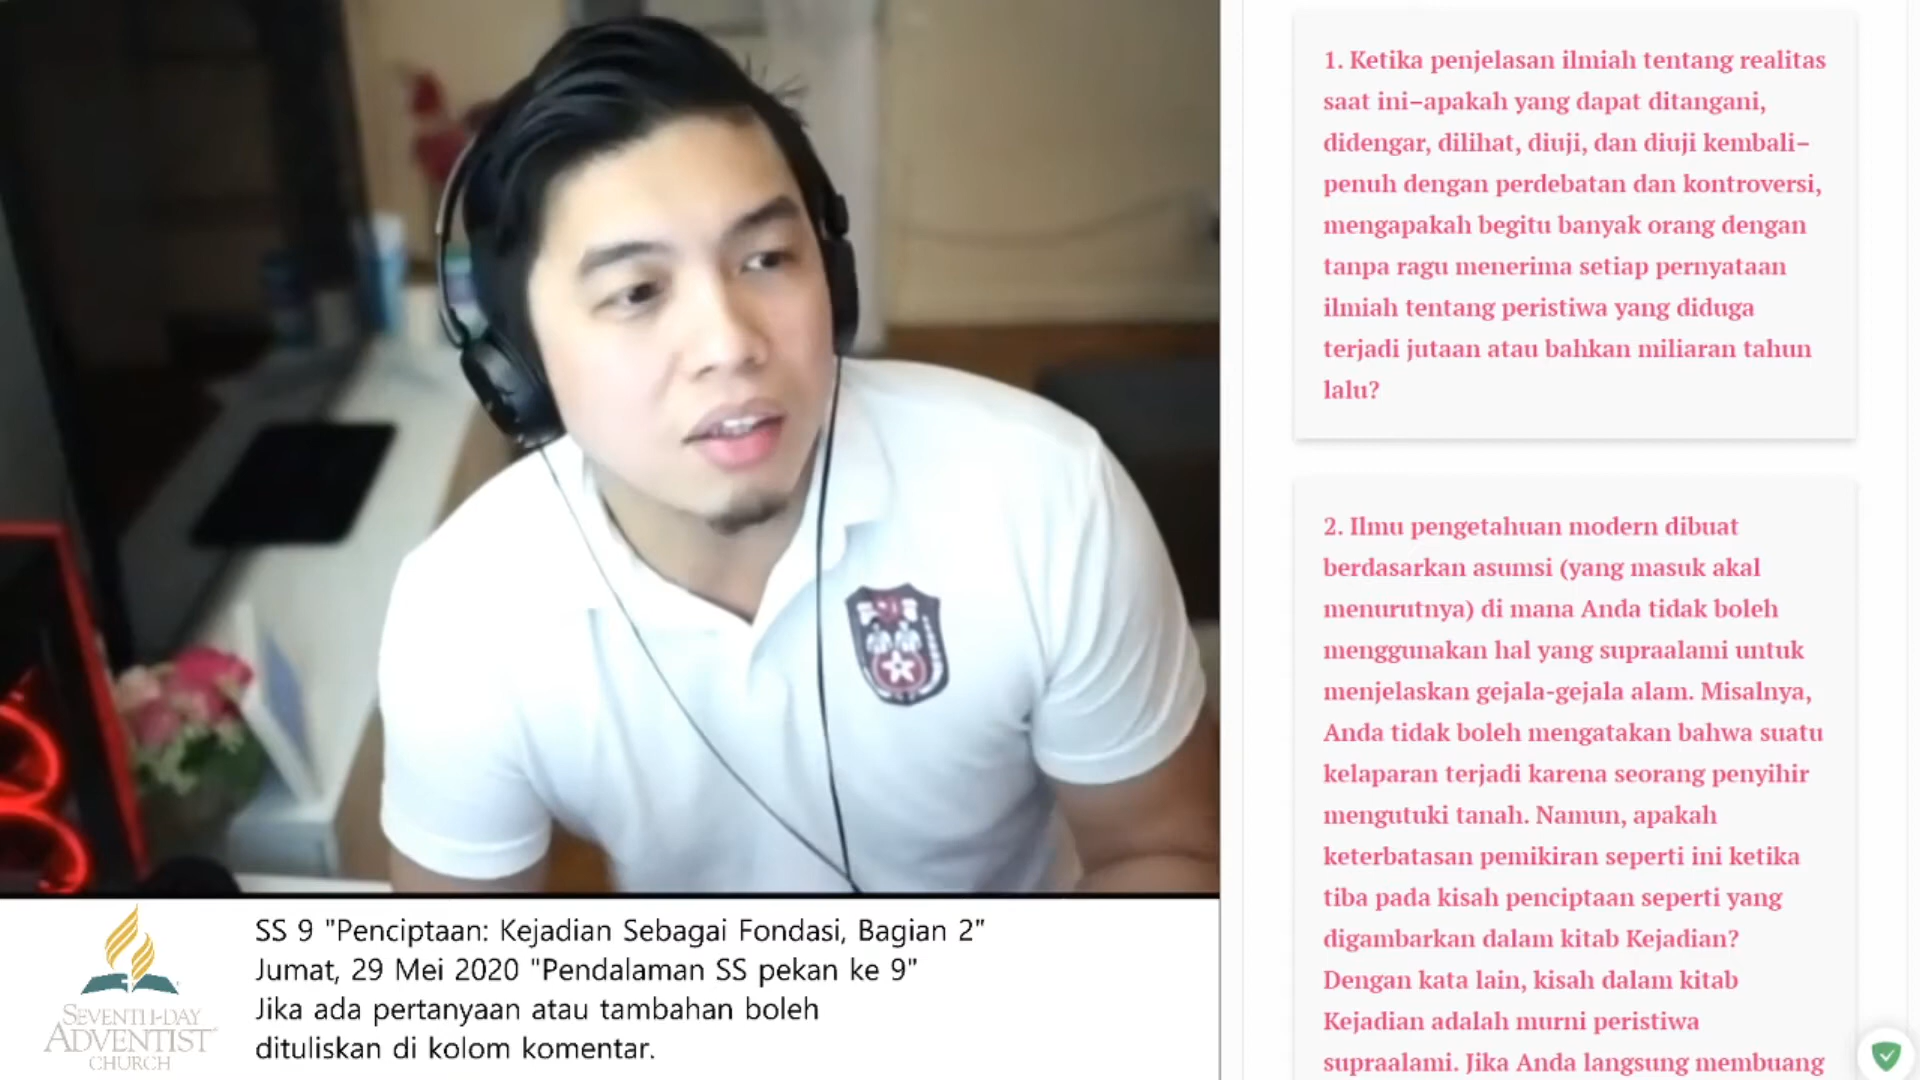 1. Ketika penjelasan ilmiah tentang realitas
saat ini–apakah yang dapat ditangani,
didengar, dilihat, diuji, dan diuji kembali–
penuh dengan perdebatan dan kontroversi,
mengapakah begitu banyak orang dengan
tanpa ragu menerima setiap pernyataan
ilmiah tentang peristiwa yang diduga
terjadi jutaan atau bahkan miliaran tahun
lalu?
2. Ilmu pengetahuan modern dibuat
berdasarkan asumsi (yang masuk akal
menurutnya) di mana Anda tidak boleh
menggunakan hal yang supraalami untuk
menjelaskan gejala-gejala alam. Misalnya,
Anda tidak boleh mengatakan bahwa suatu
kelaparan terjadi karena seorang penyihir
mengutuki tanah. Namun, apakah
keterbatasan pemikiran seperti ini ketika
tiba pada kisah penciptaan seperti yang
digambarkan dalam kitab Kejadian?
Dengan kata lain, kisah dalam kitab
Kejadian adalah murni peristiwa
supraalami. Jika Anda langsung membuang
SEVENTH-DAY
ADVENTIST
CHURCH
SS 9 "Penciptaan: Kejadian Sebagai Fondasi, Bagian 2"
Jumat, 29 Mei 2020 "Pendalaman SS pekan ke 9"
Jika ada pertanyaan atau tambahan boleh
dituliskan di kolom komentar.